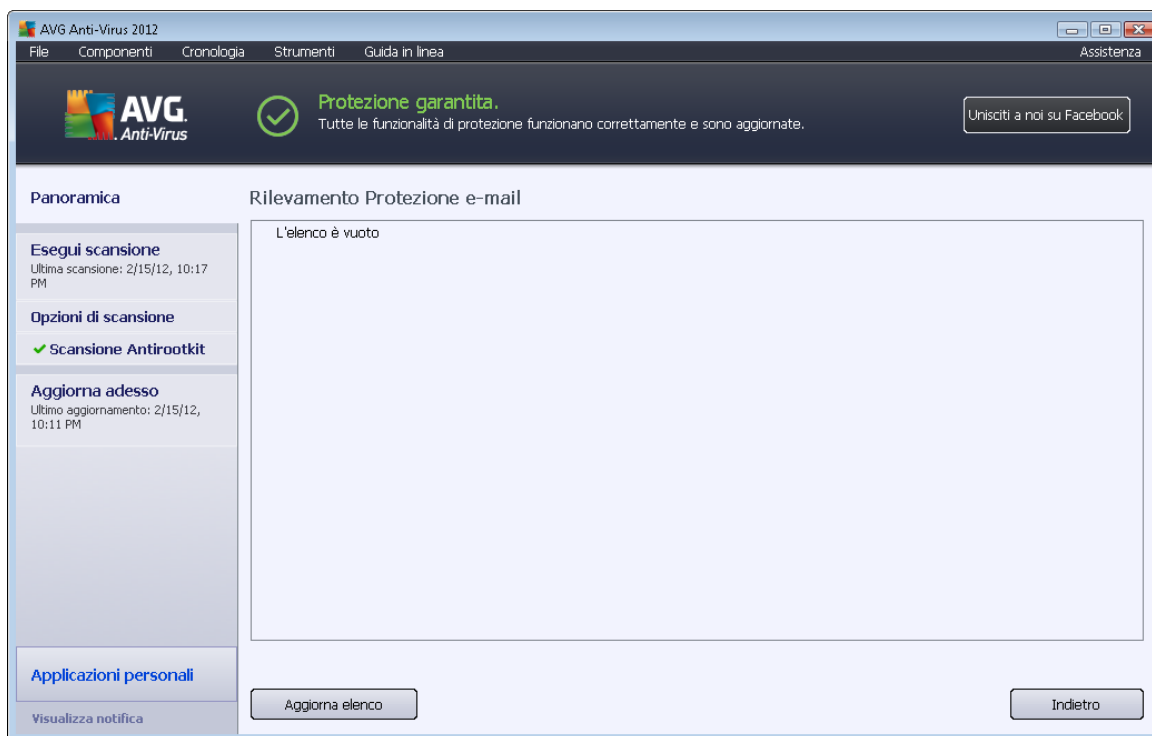 AVG Anti-Virus 2012
File Componenti Cronologia Strumenti Guida in linea Assistenza
AVG.
Anti-Virus
Protezione garantita.
Tutte le funzionalità di protezione funzionano correttamente e sono aggiornate.
Unisciti a noi su Facebook
Panoramica
Esegui scansione
Ultima scansione: 2/15/12, 10:17
PM
Opzioni di scansione
Scansione Antirootkit
Aggiorna adesso
Ultimo aggiornamento: 2/15/12,
10:11 PM
Applicazioni personali
Visualizza notifica
Rilevamento Protezione e-mail
L'elenco è vuoto
Aggiorna elenco
Indietro